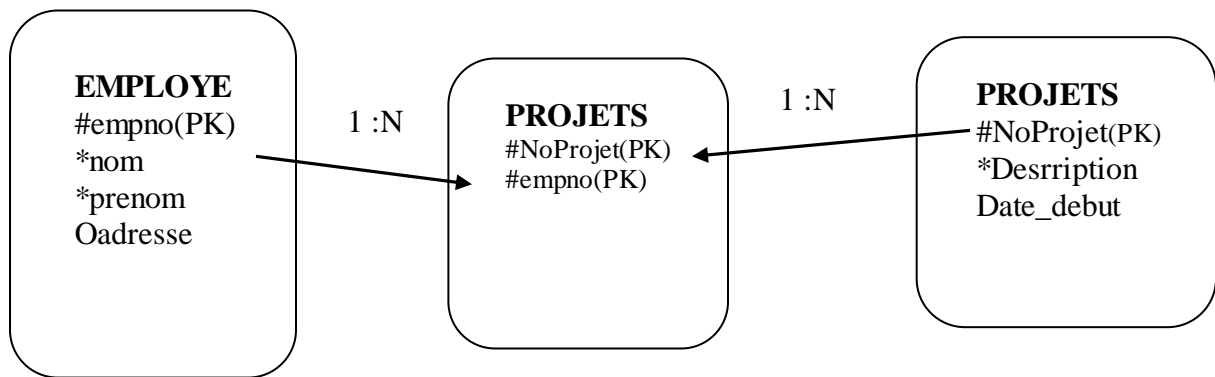 EMPLOYE
#empno(PK)
*nom
*prenom
Oadresse
1 :N
PROJETS
#NoProjet(PK)
#empno(PK)
1 :N
PROJETS
#NoProjet(PK)
*Desrription
Date_debut